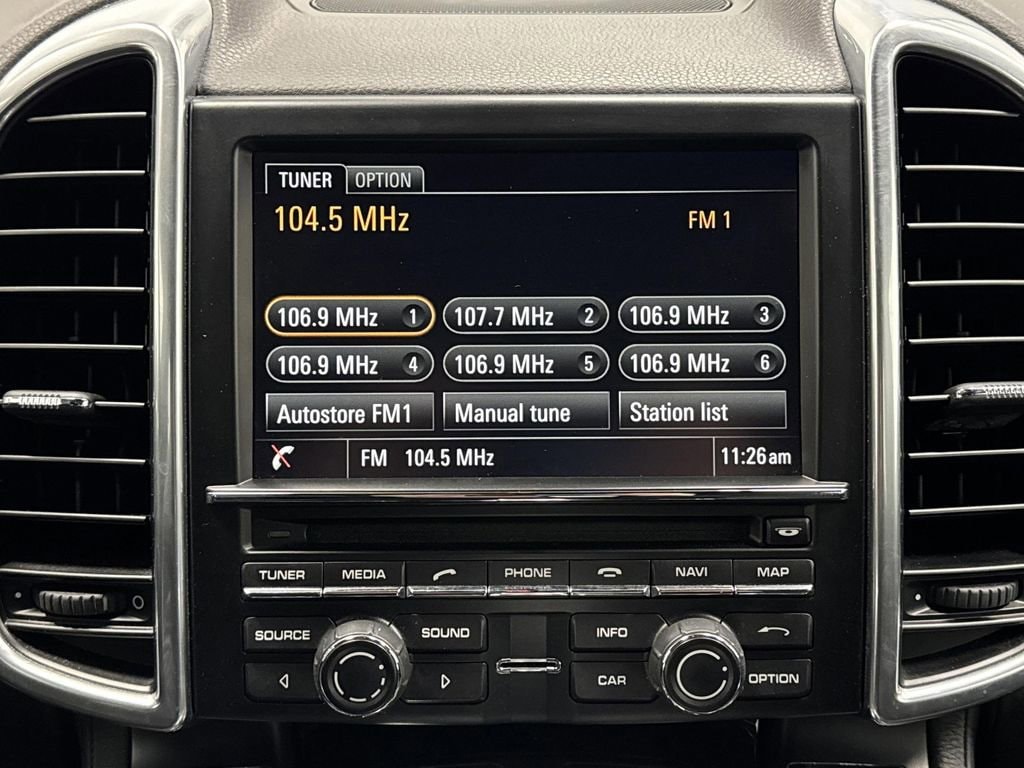 TUNER OPTION
104.5 MHz FM 1
106.9 MHz 1 107.7 MHz 2 106.9 MHz 3
106.9 MHz 4 106.9 MHz 5 106.9 MHz 6
Autostore FM1 Manual tune Station list
FM 104.5 MHz 11:26 am
TUNER MEDIA PHONE NAVI MAP
SOURCE SOUND INFO
CAR OPTION